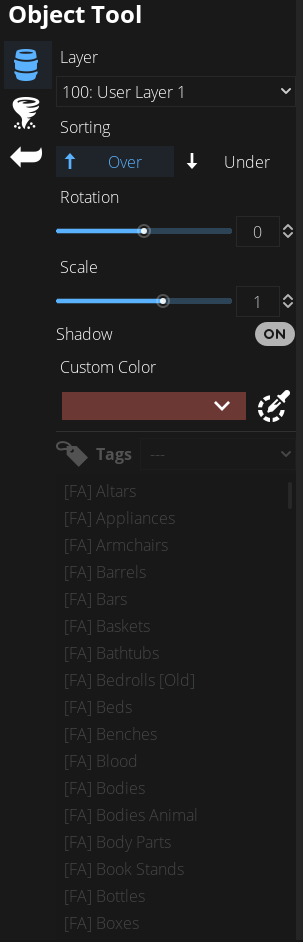 Object Tool
Layer
100: User Layer 1
Sorting
Over Under
Rotation
0
Scale
1
Shadow
ON
Custom Color
Tags ---
[FA] Altars
[FA] Appliances
[FA] Armchairs
[FA] Barrels
[FA] Bars
[FA] Baskets
[FA] Bathtubs
[FA] Bedrolls [Old]
[FA] Beds
[FA] Benches
[FA] Blood
[FA] Bodies
[FA] Bodies Animal
[FA] Body Parts
[FA] Book Stands
[FA] Bottles
[FA] Boxes